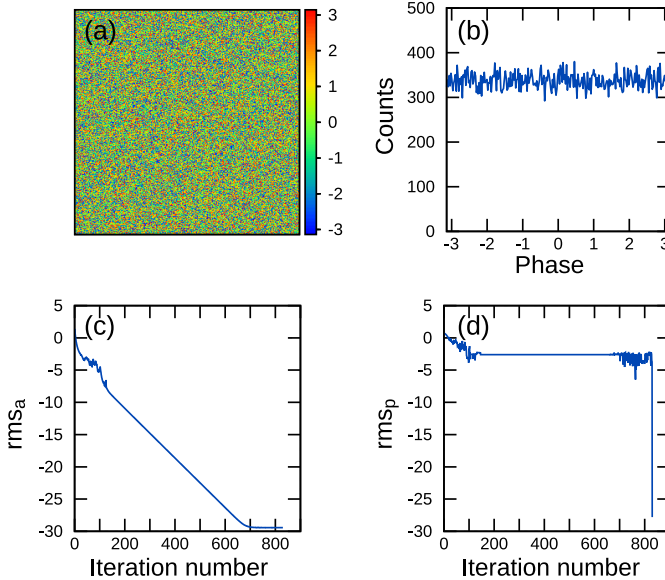 (a)
3
2
1
0
-1
-2
-3
(b)
500
400
300
200
100
0
Counts
-3 -2 -1 0 1 2 3
Phase
(c)
5
0
-5
-10
-15
-20
-25
-30
rmsa
0 200 400 600 800
Iteration number
(d)
5
0
-5
-10
-15
-20
-25
-30
rmsp
0 200 400 600 800
Iteration number